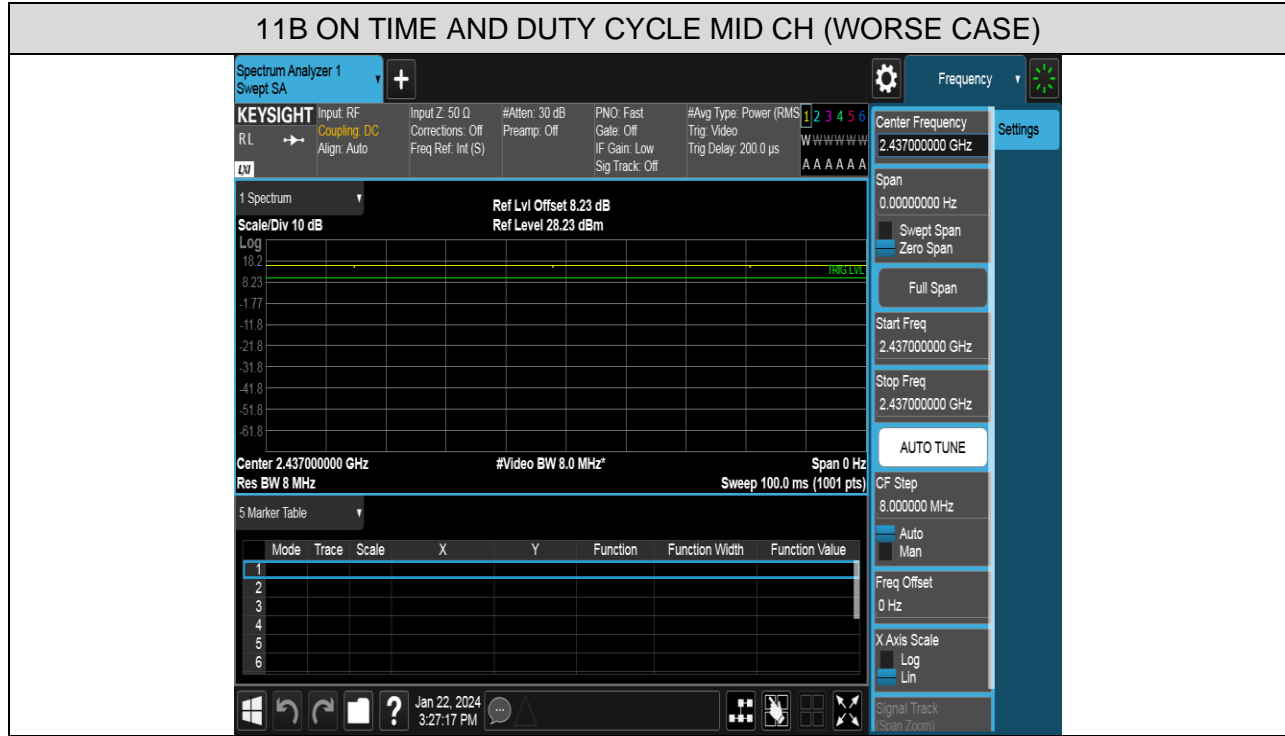 11B ON TIME AND DUTY CYCLE MID CH (WORSE CASE)
Spectrum Analyzer 1
Swept SA
+
Frequency
KEYSIGHT
RL
LXI
Input: RF
Coupling: DC
Align: Auto
Input Z: 50 Ω
Corrections: Off
Freq Ref: Int (S)
#Atten: 30 dB
Preamp: Off
PNO: Fast
Gate: Off
IF Gain: Low
Sig Track: Off
#Avg Type: Power (RMS
Trig: Video
Trig Delay: 200.0 µs
1 2 3 4 5 6
W W W W W W
A A A A A A
Center Frequency
2.437000000 GHz
Settings
Span
0.00000000 Hz
Swept Span
Zero Span
Full Span
Start Freq
2.437000000 GHz
Stop Freq
2.437000000 GHz
AUTO TUNE
CF Step
8.000000 MHz
Auto
Man
Freq Offset
0 Hz
X Axis Scale
Log
Lin
Signal Track
(Span Zoom)
1 Spectrum
Scale/Div 10 dB
Ref Lvl Offset 8.23 dB
Ref Level 28.23 dBm
Log
18.2
8.23
-1.77
-11.8
-21.8
-31.8
-41.8
-51.8
-61.8
TRIG LVL
Center 2.437000000 GHz #Video BW 8.0 MHz* Span 0 Hz
Res BW 8 MHz Sweep 100.0 ms (1001 pts)
5 Marker Table
Mode Trace Scale X Y Function Function Width Function Value
1
2
3
4
5
6
?
Jan 22, 2024
3:27:17 PM